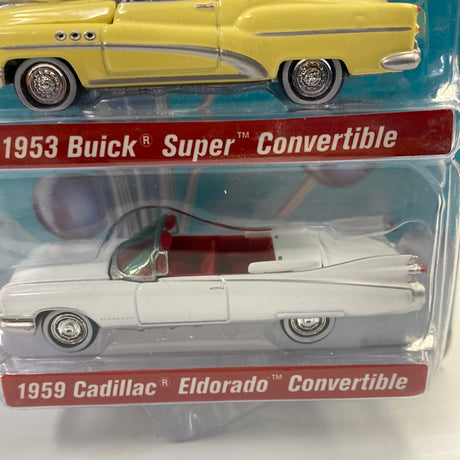 1953 Buick® Super™ Convertible
1959 Cadillac® Eldorado™ Convertible